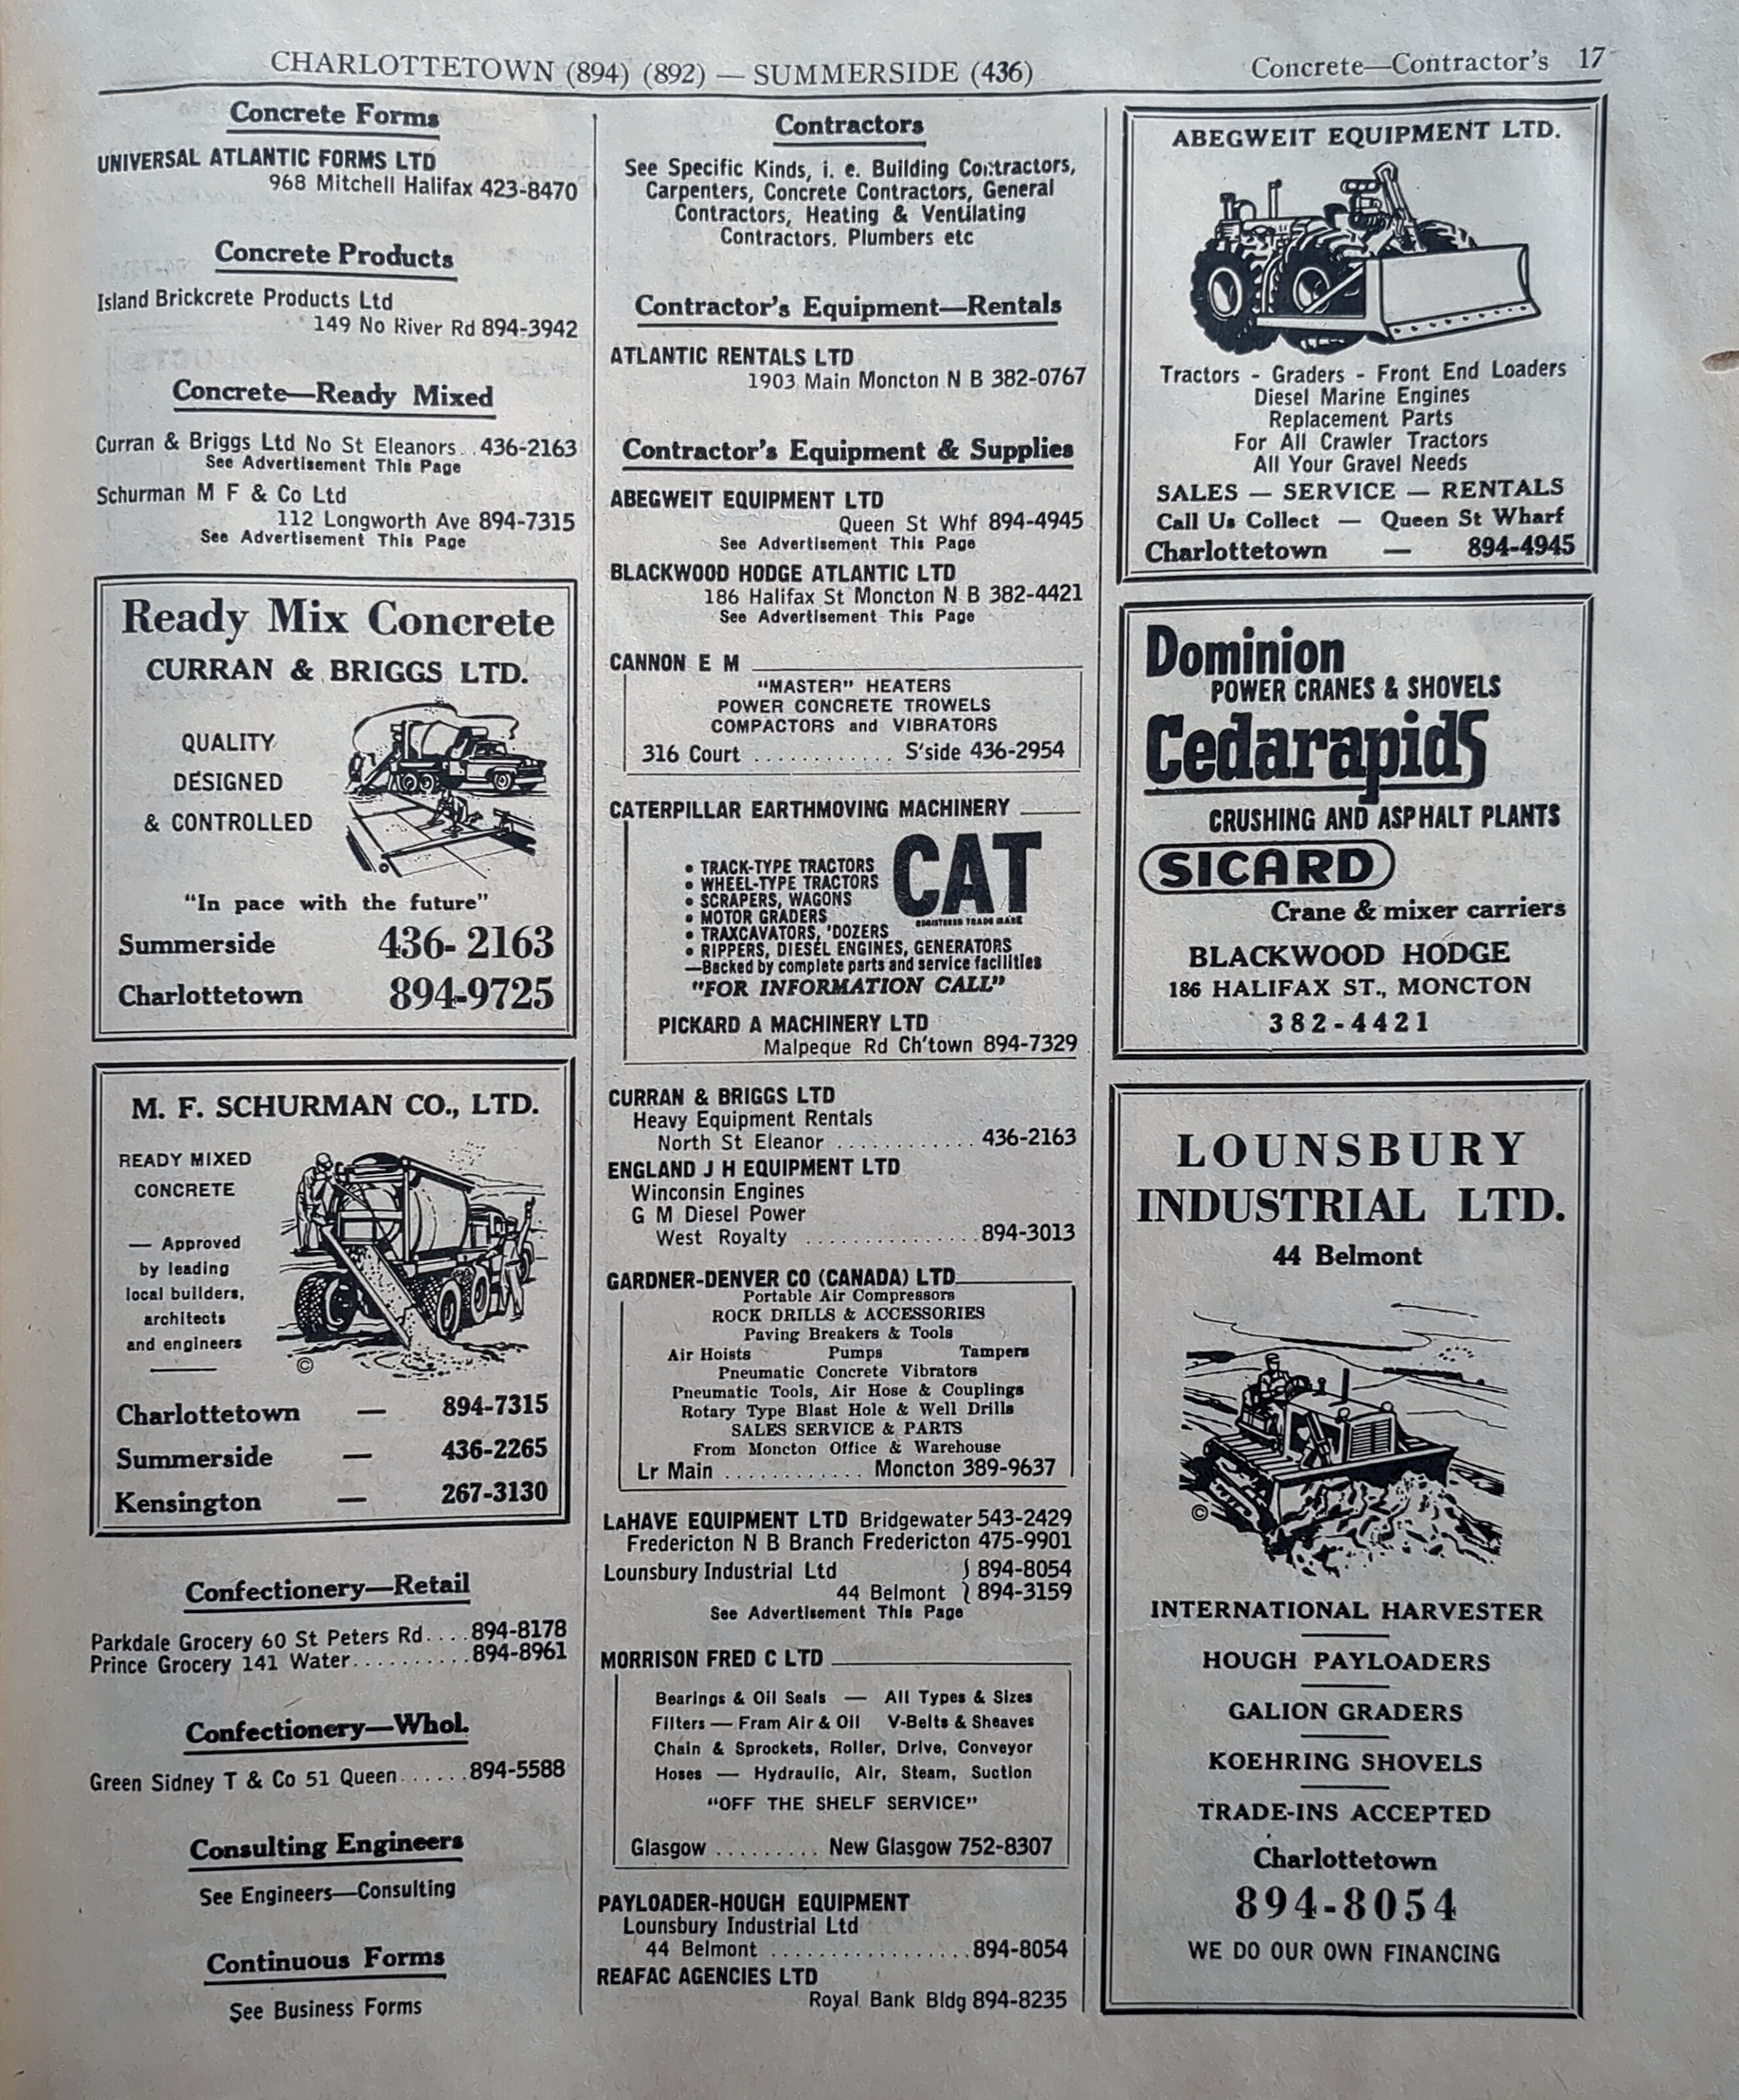 CHARLOTTETOWN (894) (892) — SUMMERSIDE (436)
Concrete—Contractor's 17
Concrete Forms
UNIVERSAL ATLANTIC FORMS LTD
968 Mitchell Halifax 423-8470
Concrete Products
Island Brickcrete Products Ltd
149 No River Rd 894-3942
Concrete—Ready Mixed
Curran & Briggs Ltd No St Eleanors.. 436-2163
See Advertisement This Page
Schurman M F & Co Ltd
112 Longworth Ave 894-7315
See Advertisement This Page
Ready Mix Concrete
CURRAN & BRIGGS LTD.
QUALITY
DESIGNED
& CONTROLLED
"In pace with the future"
Summerside 436-2163
Charlottetown 894-9725
M. F. SCHURMAN CO., LTD.
READY MIXED
CONCRETE
— Approved
by leading
local builders,
architects
and engineers
©
Charlottetown — 894-7315
Summerside — 436-2265
Kensington — 267-3130
Confectionery—Retail
Parkdale Grocery 60 St Peters Rd.... 894-8178
Prince Grocery 141 Water.......... 894-8961
Confectionery—Whol.
Green Sidney T & Co 51 Queen...... 894-5588
Consulting Engineers
See Engineers—Consulting
Continuous Forms
See Business Forms
Contractors
See Specific Kinds, i. e. Building Contractors,
Carpenters, Concrete Contractors, General
Contractors, Heating & Ventilating
Contractors, Plumbers etc
Contractor's Equipment—Rentals
ATLANTIC RENTALS LTD
1903 Main Moncton N B 382-0767
Contractor's Equipment & Supplies
ABEGWEIT EQUIPMENT LTD
Queen St Whf 894-4945
See Advertisement This Page
BLACKWOOD HODGE ATLANTIC LTD
186 Halifax St Moncton N B 382-4421
See Advertisement This Page
CANNON E M
"MASTER" HEATERS
POWER CONCRETE TROWELS
COMPACTORS and VIBRATORS
316 Court ............ S'side 436-2954
CATERPILLAR EARTHMOVING MACHINERY
CAT
REGISTERED TRADE MARK
• TRACK-TYPE TRACTORS
• WHEEL-TYPE TRACTORS
• SCRAPERS, WAGONS
• MOTOR GRADERS
• TRAXCAVATORS, 'DOZERS
• RIPPERS, DIESEL ENGINES, GENERATORS
—Backed by complete parts and service facilities
"FOR INFORMATION CALL"
PICKARD A MACHINERY LTD
Malpeque Rd Ch'town 894-7329
CURRAN & BRIGGS LTD
Heavy Equipment Rentals
North St Eleanor ............ 436-2163
ENGLAND J H EQUIPMENT LTD
Winconsin Engines
G M Diesel Power
West Royalty ............... 894-3013
GARDNER-DENVER CO (CANADA) LTD
Portable Air Compressors
ROCK DRILLS & ACCESSORIES
Paving Breakers & Tools
Air Hoists Pumps Tampers
Pneumatic Concrete Vibrators
Pneumatic Tools, Air Hose & Couplings
Rotary Type Blast Hole & Well Drills
SALES SERVICE & PARTS
From Moncton Office & Warehouse
Lr Main ............ Moncton 389-9637
LAHAVE EQUIPMENT LTD Bridgewater 543-2429
Fredericton N B Branch Fredericton 475-9901
Lounsbury Industrial Ltd 894-8054
44 Belmont 894-3159
See Advertisement This Page
MORRISON FRED C LTD
Bearings & Oil Seals — All Types & Sizes
Filters — Fram Air & Oil V-Belts & Sheaves
Chain & Sprockets, Roller, Drive, Conveyor
Hoses — Hydraulic, Air, Steam, Suction
"OFF THE SHELF SERVICE"
Glasgow ......... New Glasgow 752-8307
PAYLOADER-HOUGH EQUIPMENT
Lounsbury Industrial Ltd
44 Belmont .................. 894-8054
REAFAC AGENCIES LTD
Royal Bank Bldg 894-8235
ABEGWEIT EQUIPMENT LTD.
Tractors - Graders - Front End Loaders
Diesel Marine Engines
Replacement Parts
For All Crawler Tractors
All Your Gravel Needs
SALES — SERVICE — RENTALS
Call Us Collect — Queen St Wharf
Charlottetown — 894-4945
Dominion
POWER CRANES & SHOVELS
Cedarapids
CRUSHING AND ASPHALT PLANTS
SICARD
Crane & mixer carriers
BLACKWOOD HODGE
186 HALIFAX ST., MONCTON
382-4421
LOUNSBURY
INDUSTRIAL LTD.
44 Belmont
©
INTERNATIONAL HARVESTER
HOUGH PAYLOADERS
GALION GRADERS
KOEHRING SHOVELS
TRADE-INS ACCEPTED
Charlottetown
894-8054
WE DO OUR OWN FINANCING